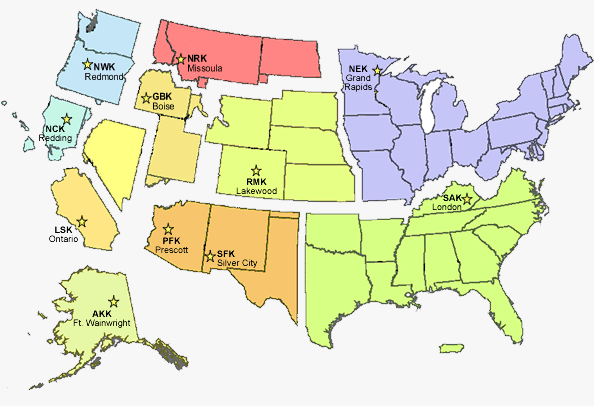 NWK
Redmond
NRK
Missoula
NEK
Grand
Rapids
GBK
Boise
NCK
Redding
RMK
Lakewood
SAK
London
LSK
Ontario
PFK
Prescott
SFK
Silver City
AKK
Ft. Wainwright